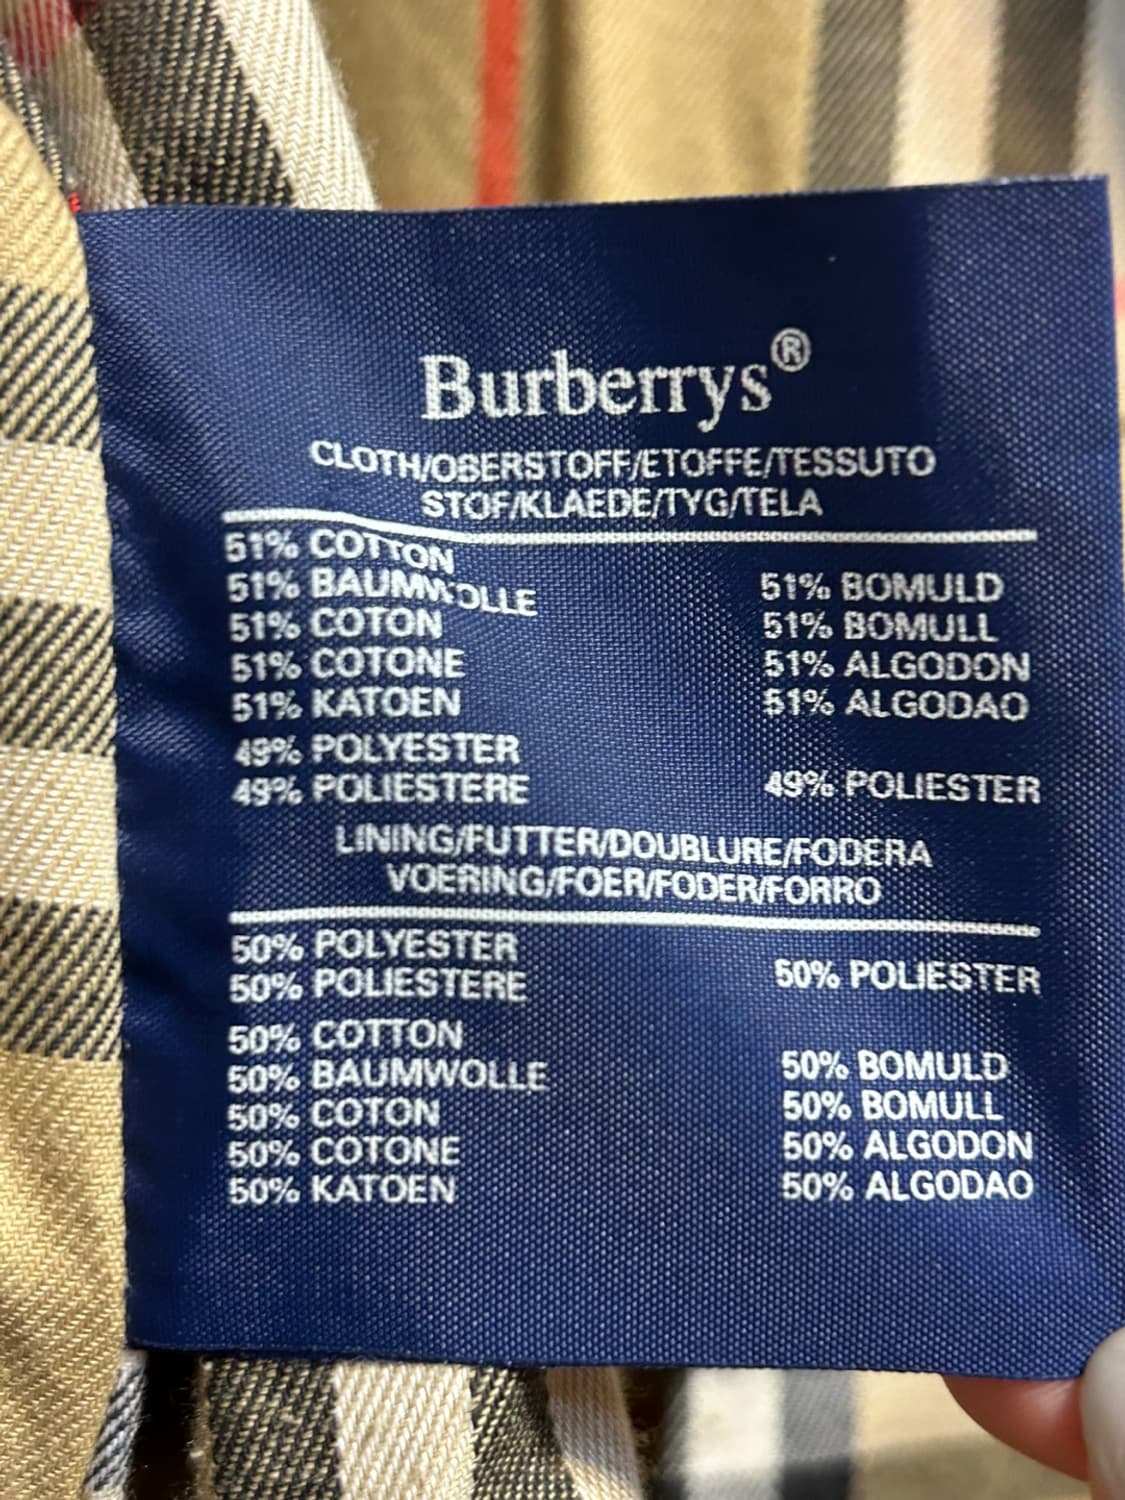 Burberrys®
CLOTH/OBERSTOFF/ETOFFE/TESSUTO
STOF/KLAEDE/TYG/TELA
51% COTTON
51% BAUMWOLLE
51% BOMULD
51% COTON
51% BOMULL
51% COTONE
51% ALGODON
51% KATOEN
51% ALGODAO
49% POLYESTER
49% POLIESTERE
49% POLIESTER
LINING/FUTTER/DOUBLURE/FODERA
VOERING/FOER/FODER/FORRO
50% POLYESTER
50% POLIESTERE
50% POLIESTER
50% COTTON
50% BAUMWOLLE
50% BOMULD
50% COTON
50% BOMULL
50% COTONE
50% ALGODON
50% KATOEN
50% ALGODAO